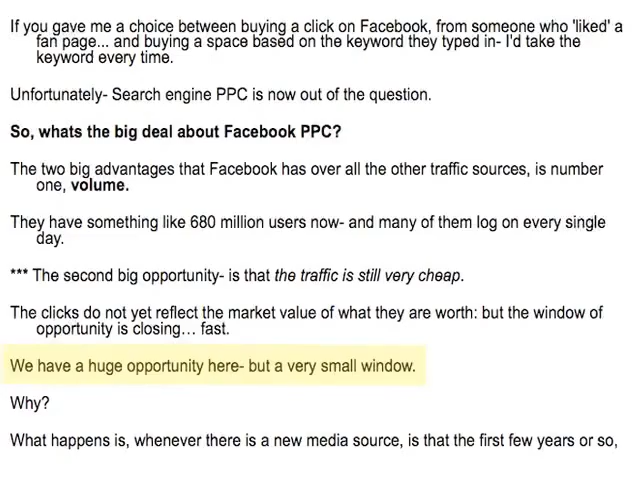 If you gave me a choice between buying a click on Facebook, from someone who 'liked' a
fan page... and buying a space based on the keyword they typed in- I'd take the
keyword every time.
Unfortunately- Search engine PPC is now out of the question.
So, whats the big deal about Facebook PPC?
The two big advantages that Facebook has over all the other traffic sources, is number
one, volume.
They have something like 680 million users now- and many of them log on every single
day.
*** The second big opportunity- is that the traffic is still very cheap.
The clicks do not yet reflect the market value of what they are worth: but the window of
opportunity is closing... fast.
We have a huge opportunity here- but a very small window.
Why?
What happens is, whenever there is a new media source, is that the first few years or so,